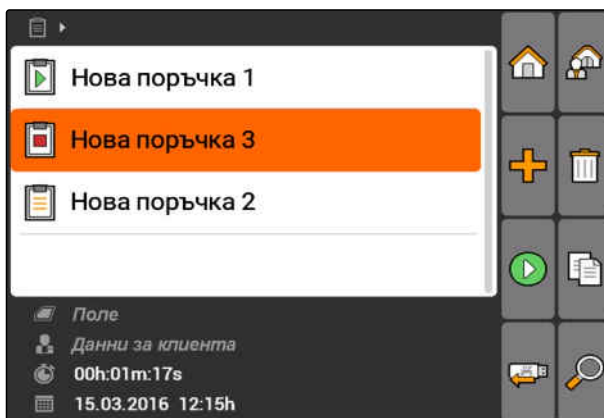 Нова поръчка 1
Нова поръчка 3
Нова поръчка 2
Поле
Данни за клиента
00h:01m:17s
15.03.2016 12:15h